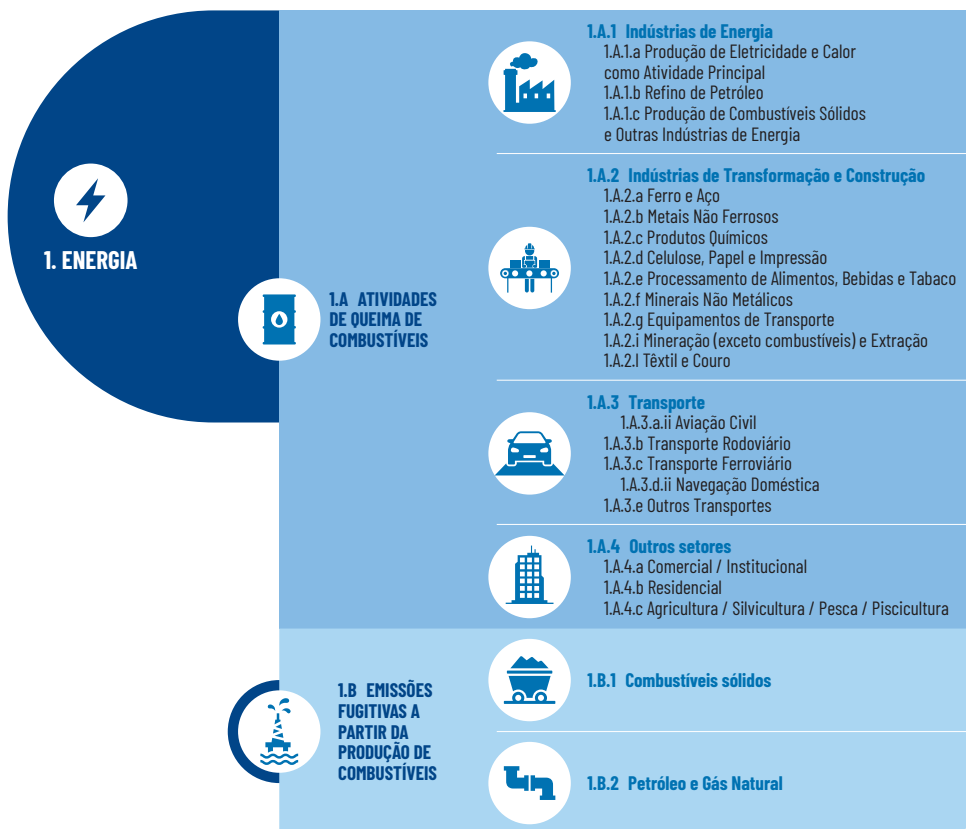 1. ENERGIA
1.A ATIVIDADES
DE QUEIMA DE
COMBUSTÍVEIS
1.A.1 Indústrias de Energia
1.A.1.a Produção de Eletricidade e Calor
como Atividade Principal
1.A.1.b Refino de Petróleo
1.A.1.c Produção de Combustíveis Sólidos
e Outras Indústrias de Energia
1.A.2 Indústrias de Transformação e Construção
1.A.2.a Ferro e Aço
1.A.2.b Metais Não Ferrosos
1.A.2.c Produtos Químicos
1.A.2.d Celulose, Papel e Impressão
1.A.2.e Processamento de Alimentos, Bebidas e Tabaco
1.A.2.f Minerais Não Metálicos
1.A.2.g Equipamentos de Transporte
1.A.2.i Mineração (exceto combustíveis) e Extração
1.A.2.l Têxtil e Couro
1.A.3 Transporte
1.A.3.a.ii Aviação Civil
1.A.3.b Transporte Rodoviário
1.A.3.c Transporte Ferroviário
1.A.3.d.ii Navegação Doméstica
1.A.3.e Outros Transportes
1.A.4 Outros setores
1.A.4.a Comercial / Institucional
1.A.4.b Residencial
1.A.4.c Agricultura / Silvicultura / Pesca / Piscicultura
1.B EMISSÕES
FUGITIVAS A
PARTIR DA
PRODUÇÃO DE
COMBUSTÍVEIS
1.B.1 Combustíveis sólidos
1.B.2 Petróleo e Gás Natural